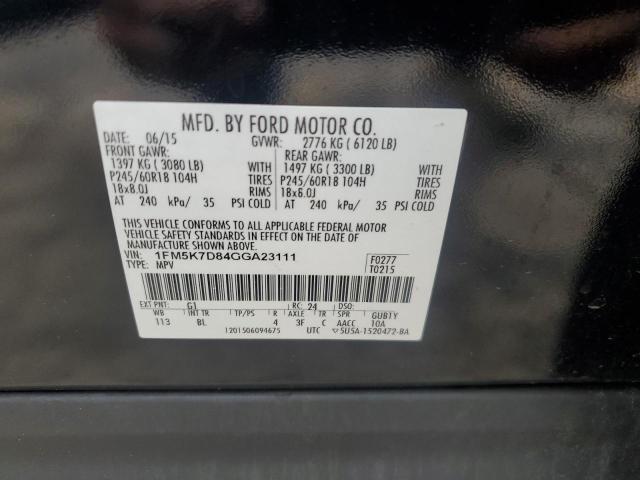 MFD. BY FORD MOTOR CO.
DATE: 06/15 GVWR: 2776 KG ( 6120 LB)
FRONT GAWR: REAR GAWR:
1397 KG ( 3080 LB) WITH 1497 KG ( 3300 LB) WITH
P245/60R18 104H TIRES P245/60R18 104H TIRES
18x8.0J RIMS 18x8.0J RIMS
AT 240 kPa/ 35 PSI COLD AT 240 kPa/ 35 PSI COLD
THIS VEHICLE CONFORMS TO ALL APPLICABLE FEDERAL MOTOR
VEHICLE SAFETY STANDARDS IN EFFECT ON THE DATE OF
MANUFACTURE SHOWN ABOVE.
VIN: 1FM5K7D84GGA23111 F0277
TYPE: MPV T0215
EXT PNT: G1 RC: 24 DSO:
WB INT TR TP/PS R AXLE TR SPR GUBTY
113 BL 4 3F C AACC 10A
1201506094675 UTC 5U5A-1520472-BA